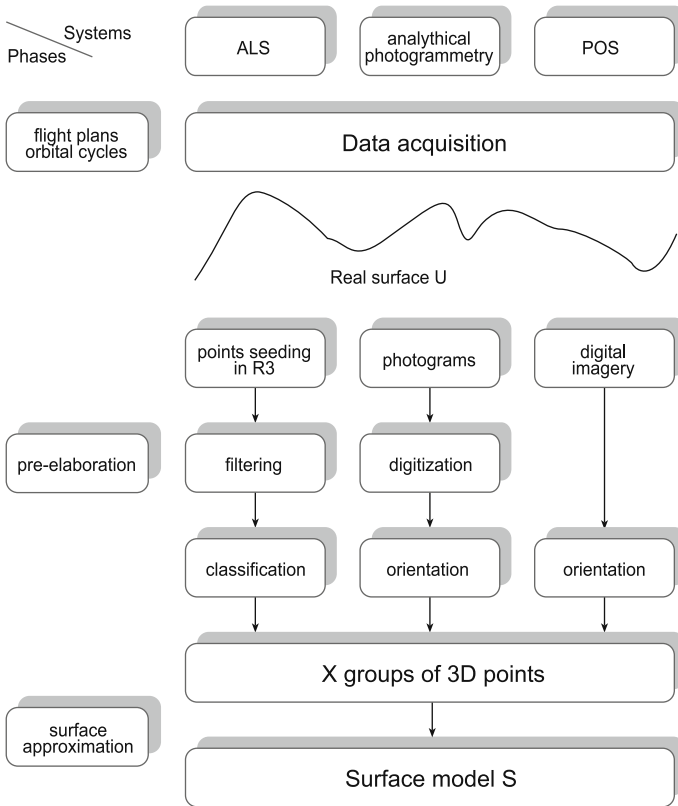 Systems
Phases
ALS
analytical
photogrammetry
POS
flight plans
orbital cycles
Data acquisition
Real surface U
points seeding
in R3
photograms
digital
imagery
pre-elaboration
filtering
digitization
classification
orientation
orientation
X groups of 3D points
surface
approximation
Surface model S